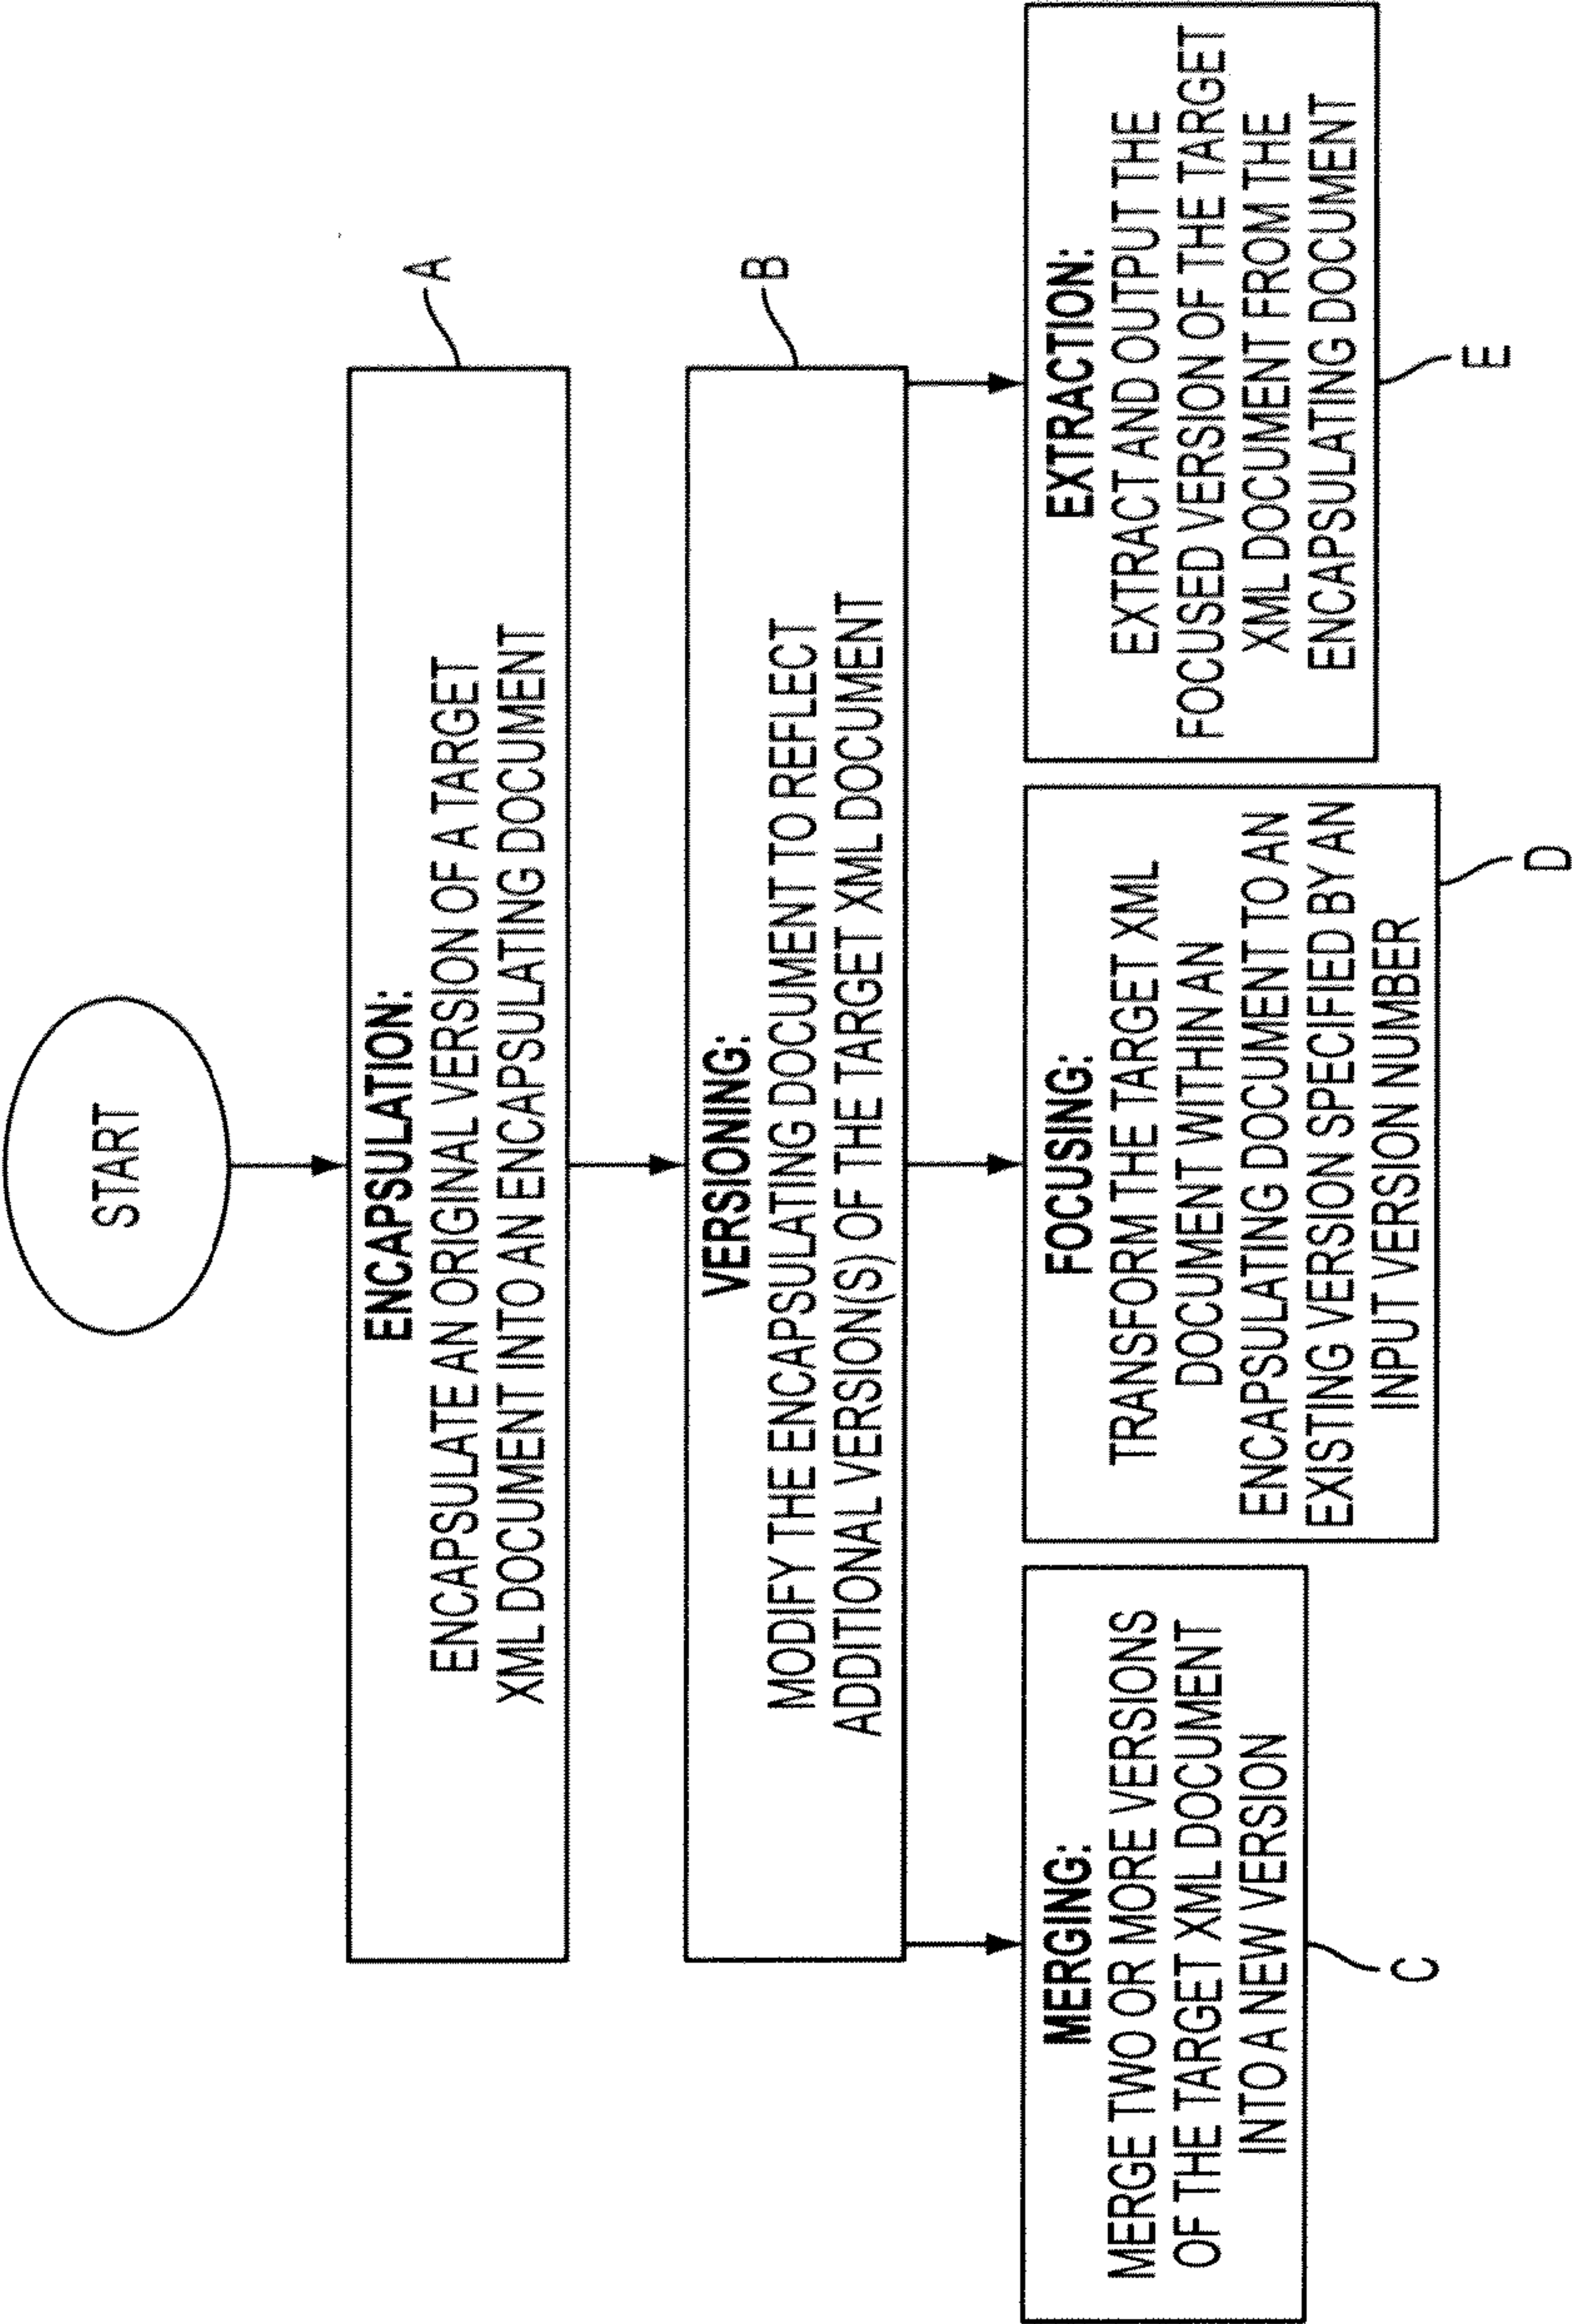 START
A
ENCAPSULATION:
ENCAPSULATE AN ORIGINAL VERSION OF A TARGET
XML DOCUMENT INTO AN ENCAPSULATING DOCUMENT
B
VERSIONING:
MODIFY THE ENCAPSULATING DOCUMENT TO REFLECT
ADDITIONAL VERSION(S) OF THE TARGET XML DOCUMENT
MERGING:
MERGE TWO OR MORE VERSIONS
OF THE TARGET XML DOCUMENT
INTO A NEW VERSION
C
FOCUSING:
TRANSFORM THE TARGET XML
DOCUMENT WITHIN AN
ENCAPSULATING DOCUMENT TO AN
EXISTING VERSION SPECIFIED BY AN
INPUT VERSION NUMBER
D
EXTRACTION:
EXTRACT AND OUTPUT THE
FOCUSED VERSION OF THE TARGET
XML DOCUMENT FROM THE
ENCAPSULATING DOCUMENT
E